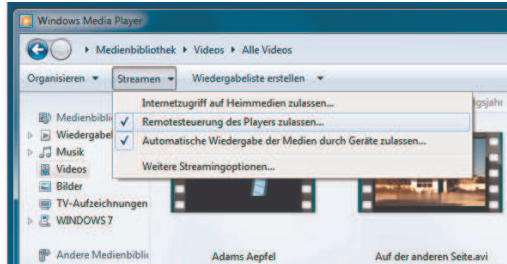 Windows Media Player
Medienbibliothek Videos Alle Videos
Organisieren Streamen Wiedergabeliste erstellen
Internetzugriff auf Heimmedien zulassen...
Remotesteuerung des Players zulassen...
Automatische Wiedergabe der Medien durch Geräte zulassen...
Weitere Streamingoptionen...
Musik
Videos
Bilder
TV-Aufzeichnungen
WINDOWS 7
Andere
Adams Aepfel
Auf der anderen Seite.avi